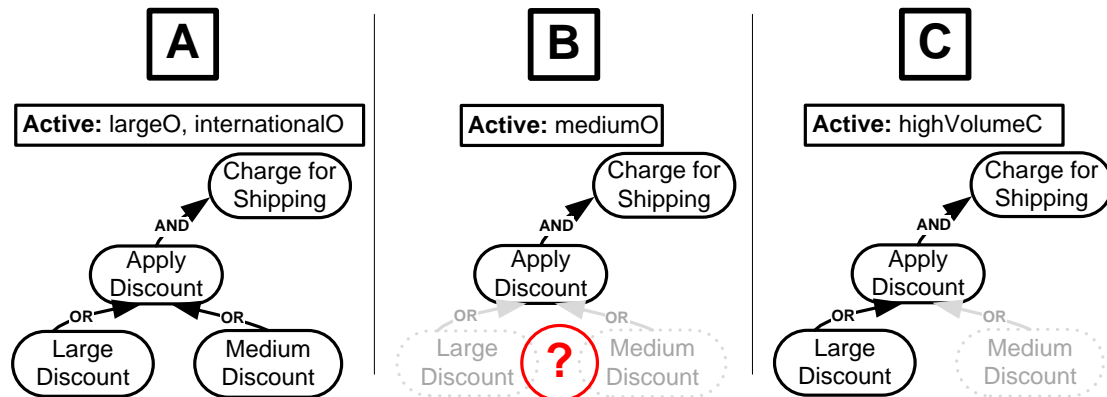 A
Active: largeO, internationalO
Charge for
Shipping
AND
Apply
Discount
OR
OR
Large
Discount
Medium
Discount
B
Active: mediumO
Charge for
Shipping
AND
Apply
Discount
OR
OR
Large
Discount
?
Medium
Discount
C
Active: highVolumeC
Charge for
Shipping
AND
Apply
Discount
OR
OR
Large
Discount
Medium
Discount